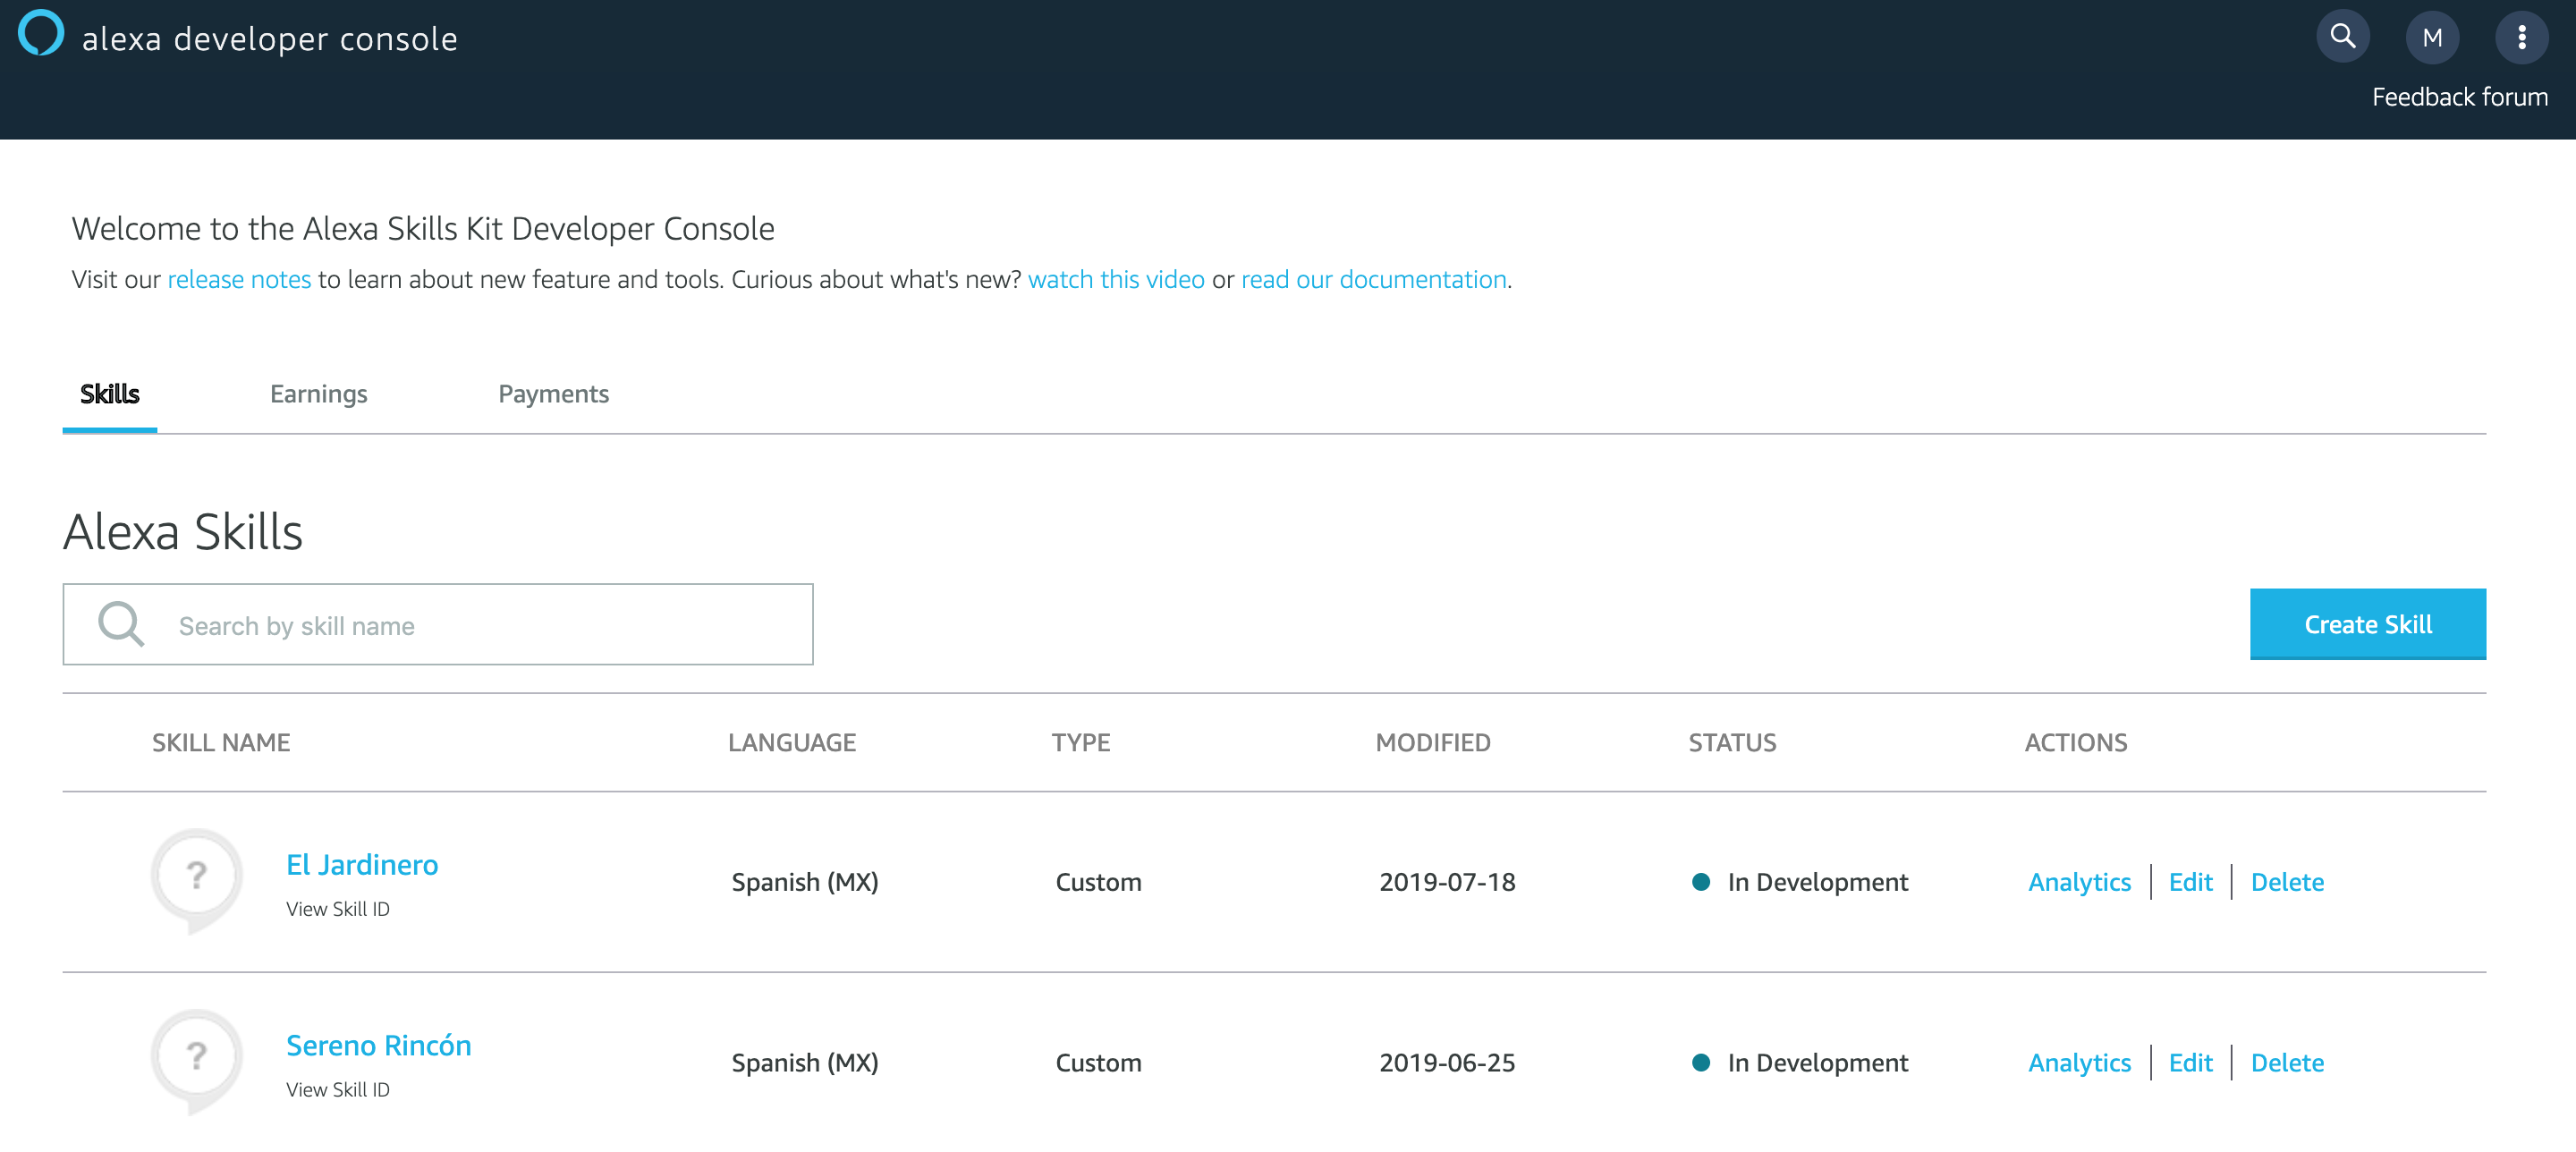 alexa developer console
M
Feedback forum
Welcome to the Alexa Skills Kit Developer Console
Visit our release notes to learn about new feature and tools. Curious about what's new? watch this video or read our documentation.
Skills Earnings Payments
Alexa Skills
Search by skill name
Create Skill
SKILL NAME LANGUAGE TYPE MODIFIED STATUS ACTIONS
? El Jardinero Spanish (MX) Custom 2019-07-18 In Development Analytics Edit Delete
View Skill ID
? Sereno Rincón Spanish (MX) Custom 2019-06-25 In Development Analytics Edit Delete
View Skill ID